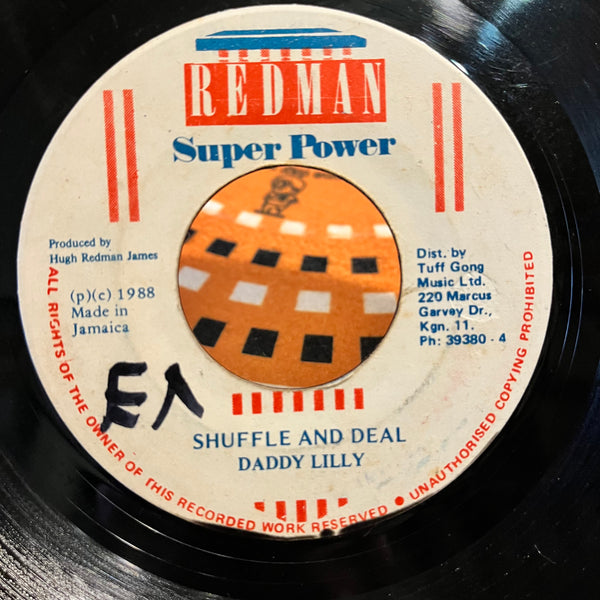 REDMAN
Super Power
Produced by
Hugh Redman James
(p)(c) 1988
Made in
Jamaica
Dist. by
Tuff Gong
Music Ltd.
220 Marcus
Garvey Dr.,
Kgn. 11.
Ph: 39380 - 4
SHUFFLE AND DEAL
DADDY LILLY
ALL RIGHTS OF THE OWNER OF THIS RECORDED WORK RESERVED ● UNAUTHORISED COPYING PROHIBITED